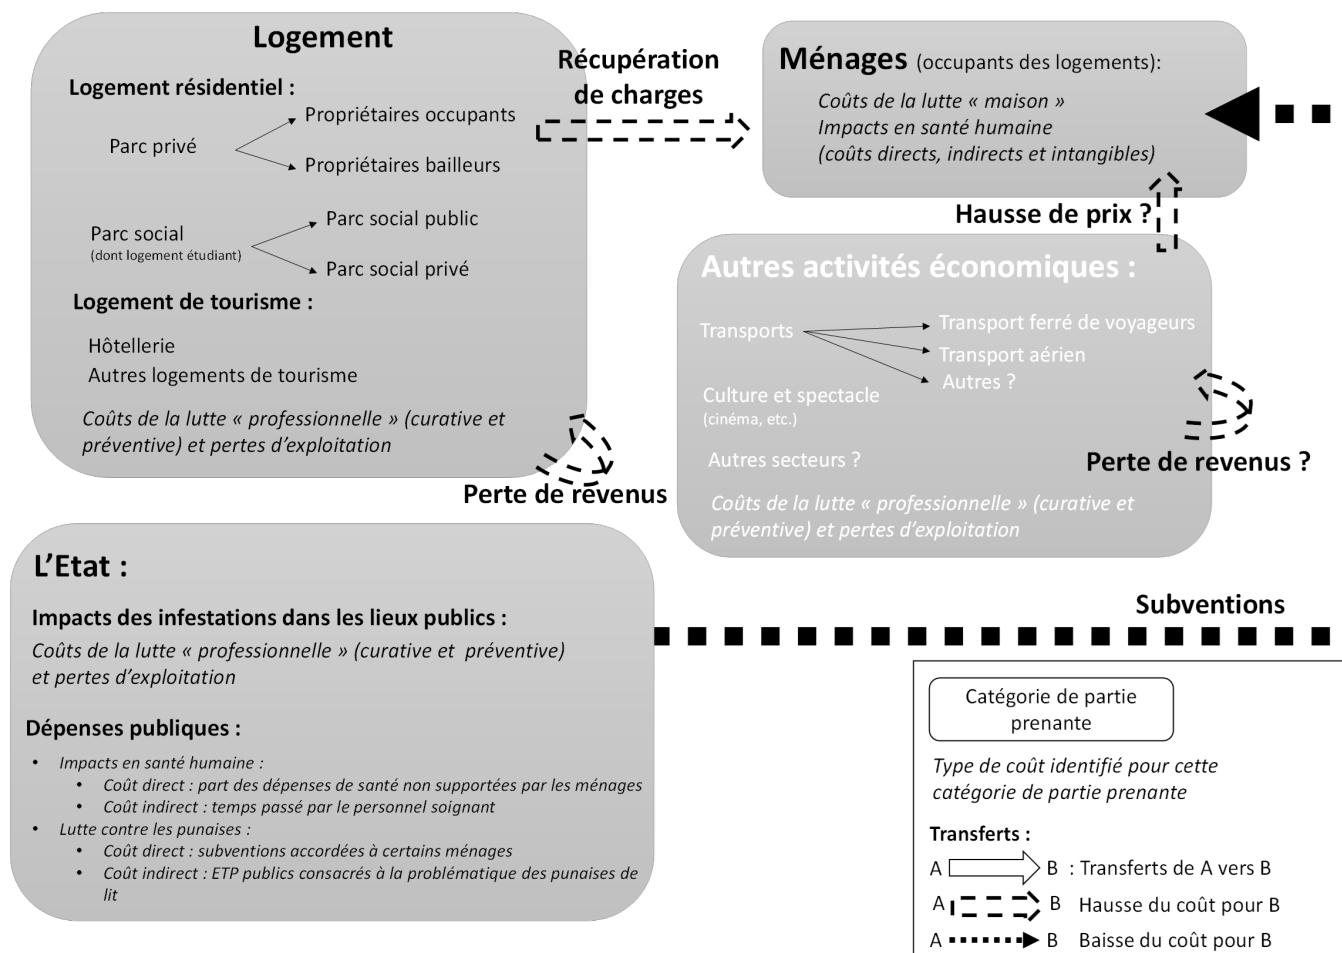 Logement
Logement résidentiel :
Parc privé
Propriétaires occupants
Propriétaires bailleurs
Parc social
(dont logement étudiant)
Parc social public
Parc social privé
Logement de tourisme :
Hôtellerie
Autres logements de tourisme
Coûts de la lutte « professionnelle » (curative et
préventive) et pertes d’exploitation
Perte de revenus
Récupération
de charges
Ménages (occupants des logements):
Coûts de la lutte « maison »
Impacts en santé humaine
(coûts directs, indirects et intangibles)
Hausse de prix ?
Autres activités économiques :
Transports
Transport ferré de voyageurs
Transport aérien
Autres ?
Culture et spectacle
(cinéma, etc.)
Autres secteurs ?
Coûts de la lutte « professionnelle » (curative et
préventive) et pertes d’exploitation
Perte de revenus ?
L’Etat :
Impacts des infestations dans les lieux publics :
Coûts de la lutte « professionnelle » (curative et préventive)
et pertes d’exploitation
Dépenses publiques :
• Impacts en santé humaine :
• Coût direct : part des dépenses de santé non supportées par les ménages
• Coût indirect : temps passé par le personnel soignant
• Lutte contre les punaises :
• Coût direct : subventions accordées à certains ménages
• Coût indirect : ETP publics consacrés à la problématique des punaises de
lit
Subventions
Catégorie de partie
prenante
Type de coût identifié pour cette
catégorie de partie prenante
Transferts :
A B : Transferts de A vers B
A B Hausse du coût pour B
A B Baisse du coût pour B